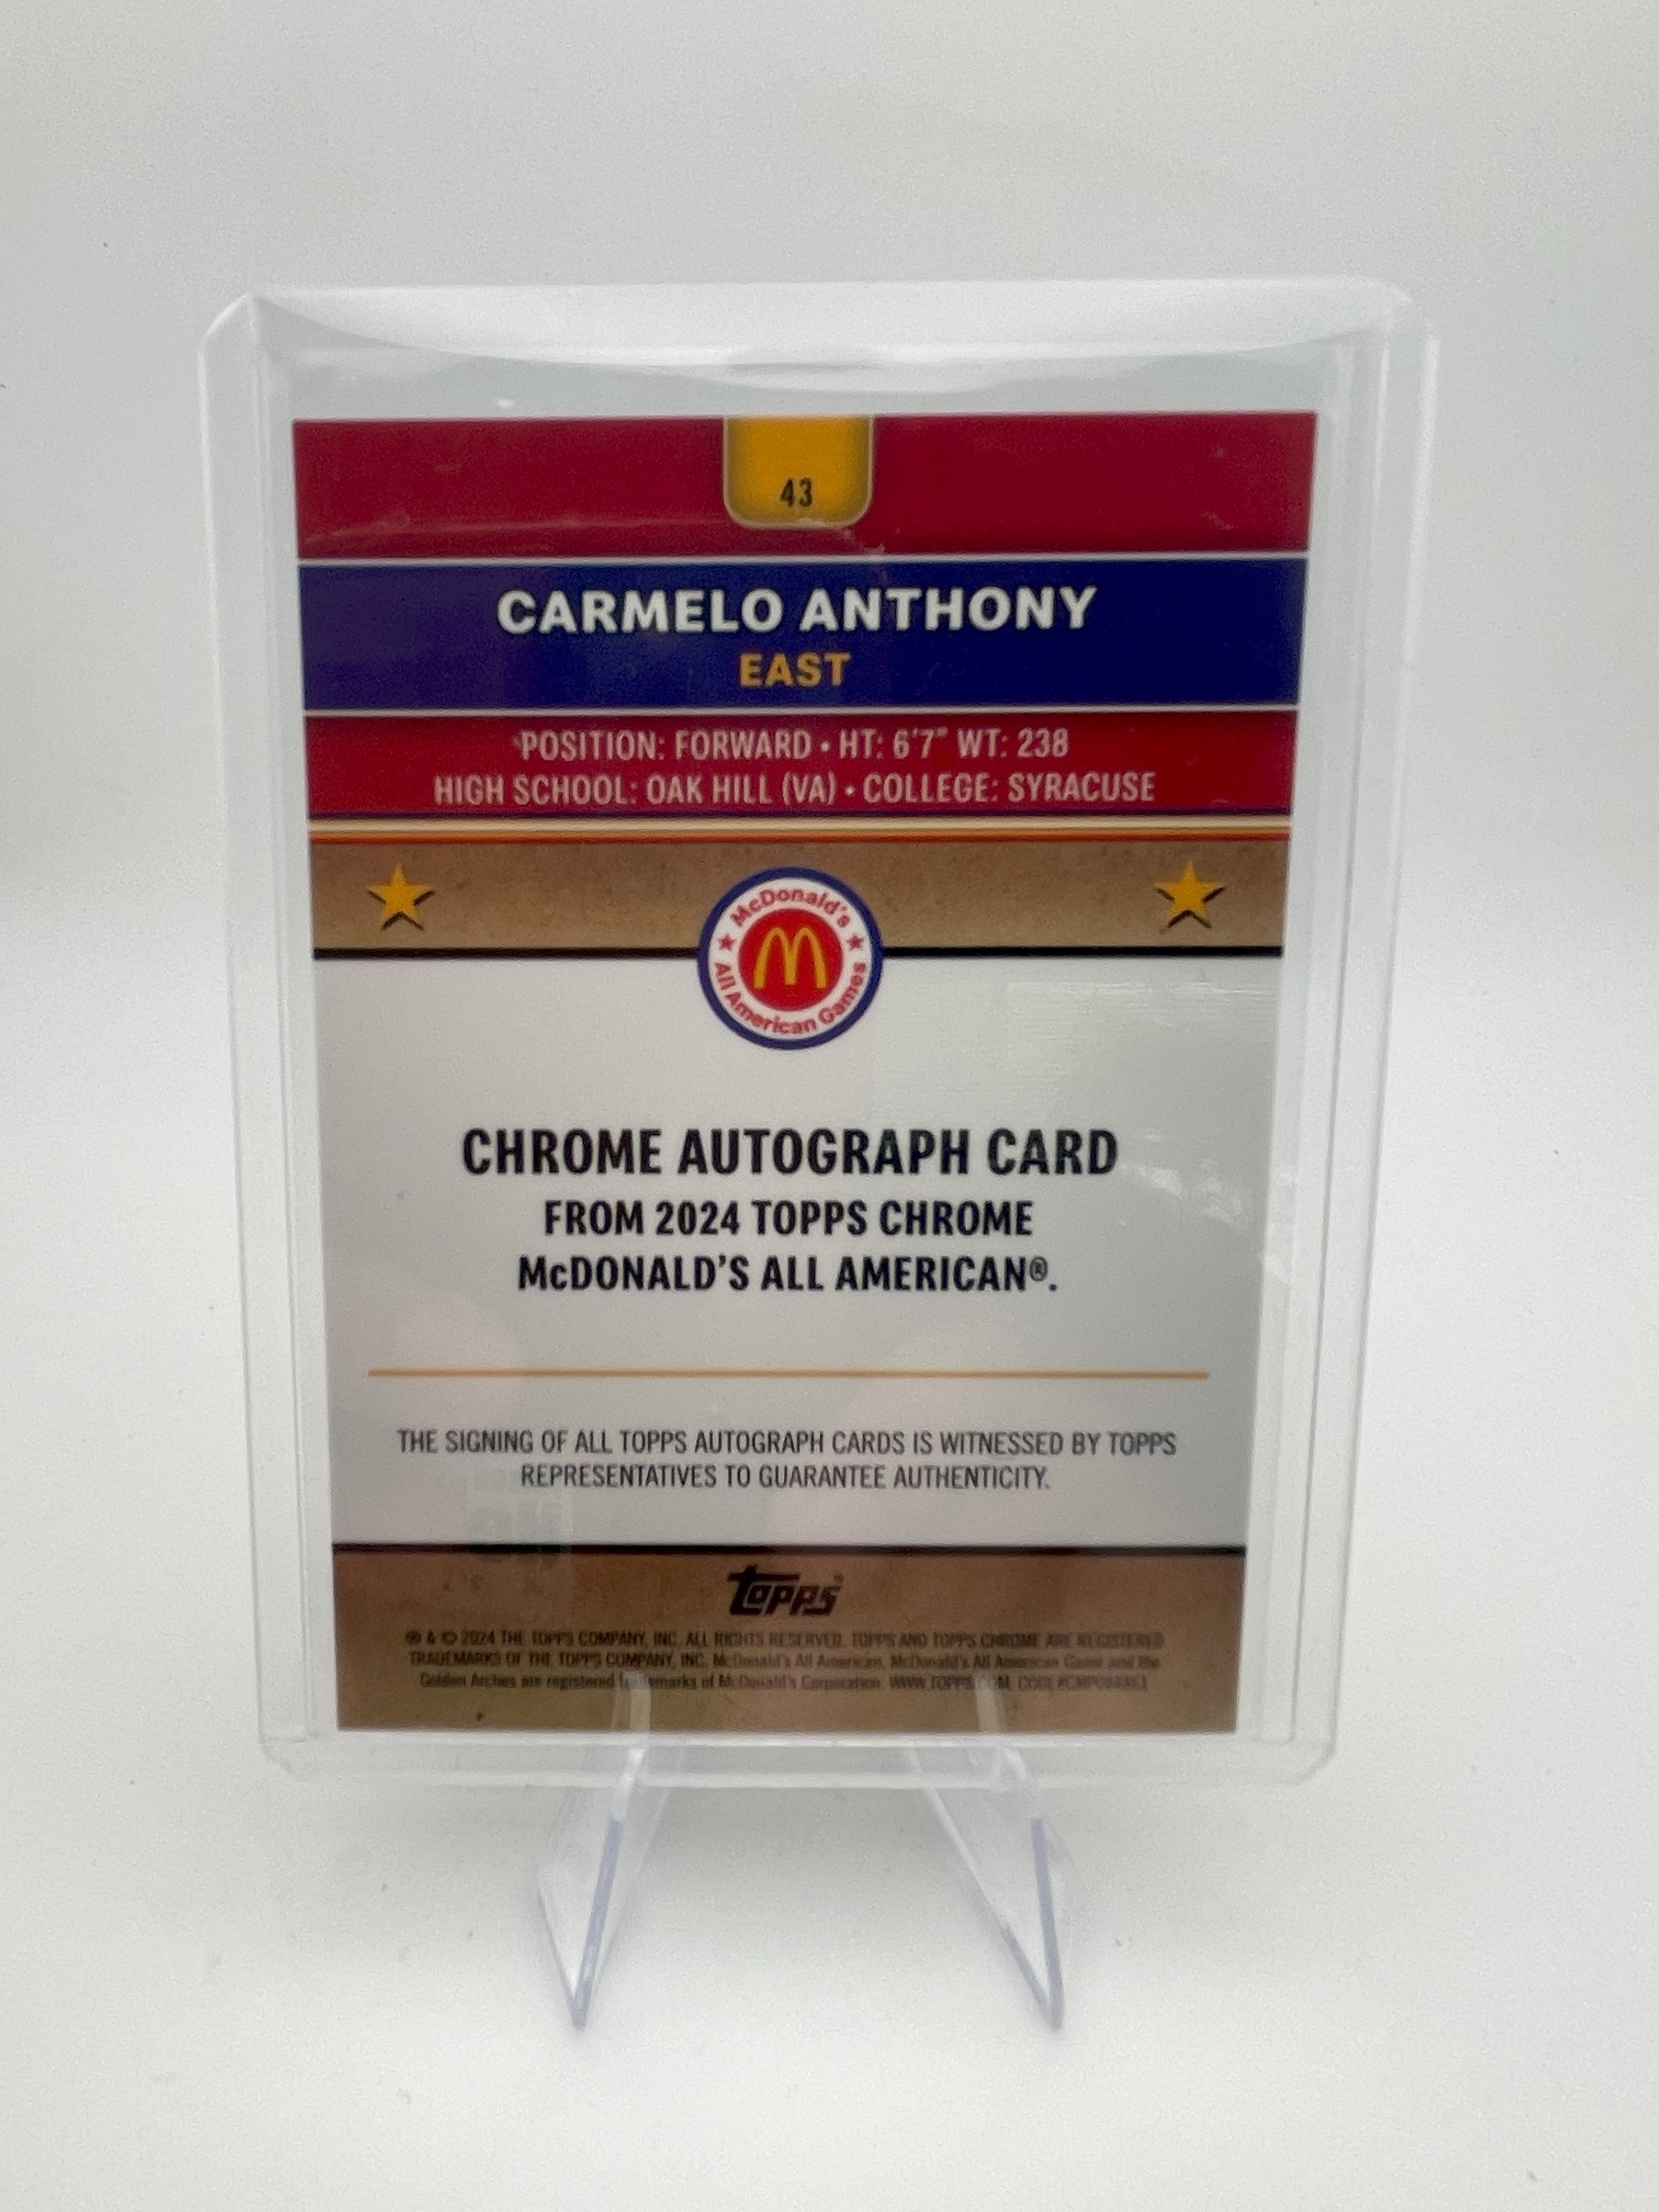 43
CARMELO ANTHONY
EAST
POSITION: FORWARD • HT: 6'7" WT: 238
HIGH SCHOOL: OAK HILL (VA) • COLLEGE: SYRACUSE
McDonald's
All American Games
CHROME AUTOGRAPH CARD
FROM 2024 TOPPS CHROME
McDONALD'S ALL AMERICAN®.
THE SIGNING OF ALL TOPPS AUTOGRAPH CARDS IS WITNESSED BY TOPPS
REPRESENTATIVES TO GUARANTEE AUTHENTICITY.
topps
® & © 2024 THE TOPPS COMPANY, INC. ALL RIGHTS RESERVED. TOPPS AND TOPPS CHROME ARE REGISTERED
TRADEMARKS OF THE TOPPS COMPANY, INC. McDonald's All American, McDonald's All American Game and the
Golden Arches are registered trademarks of McDonald's Corporation. WWW.TOPPS.COM. CODE